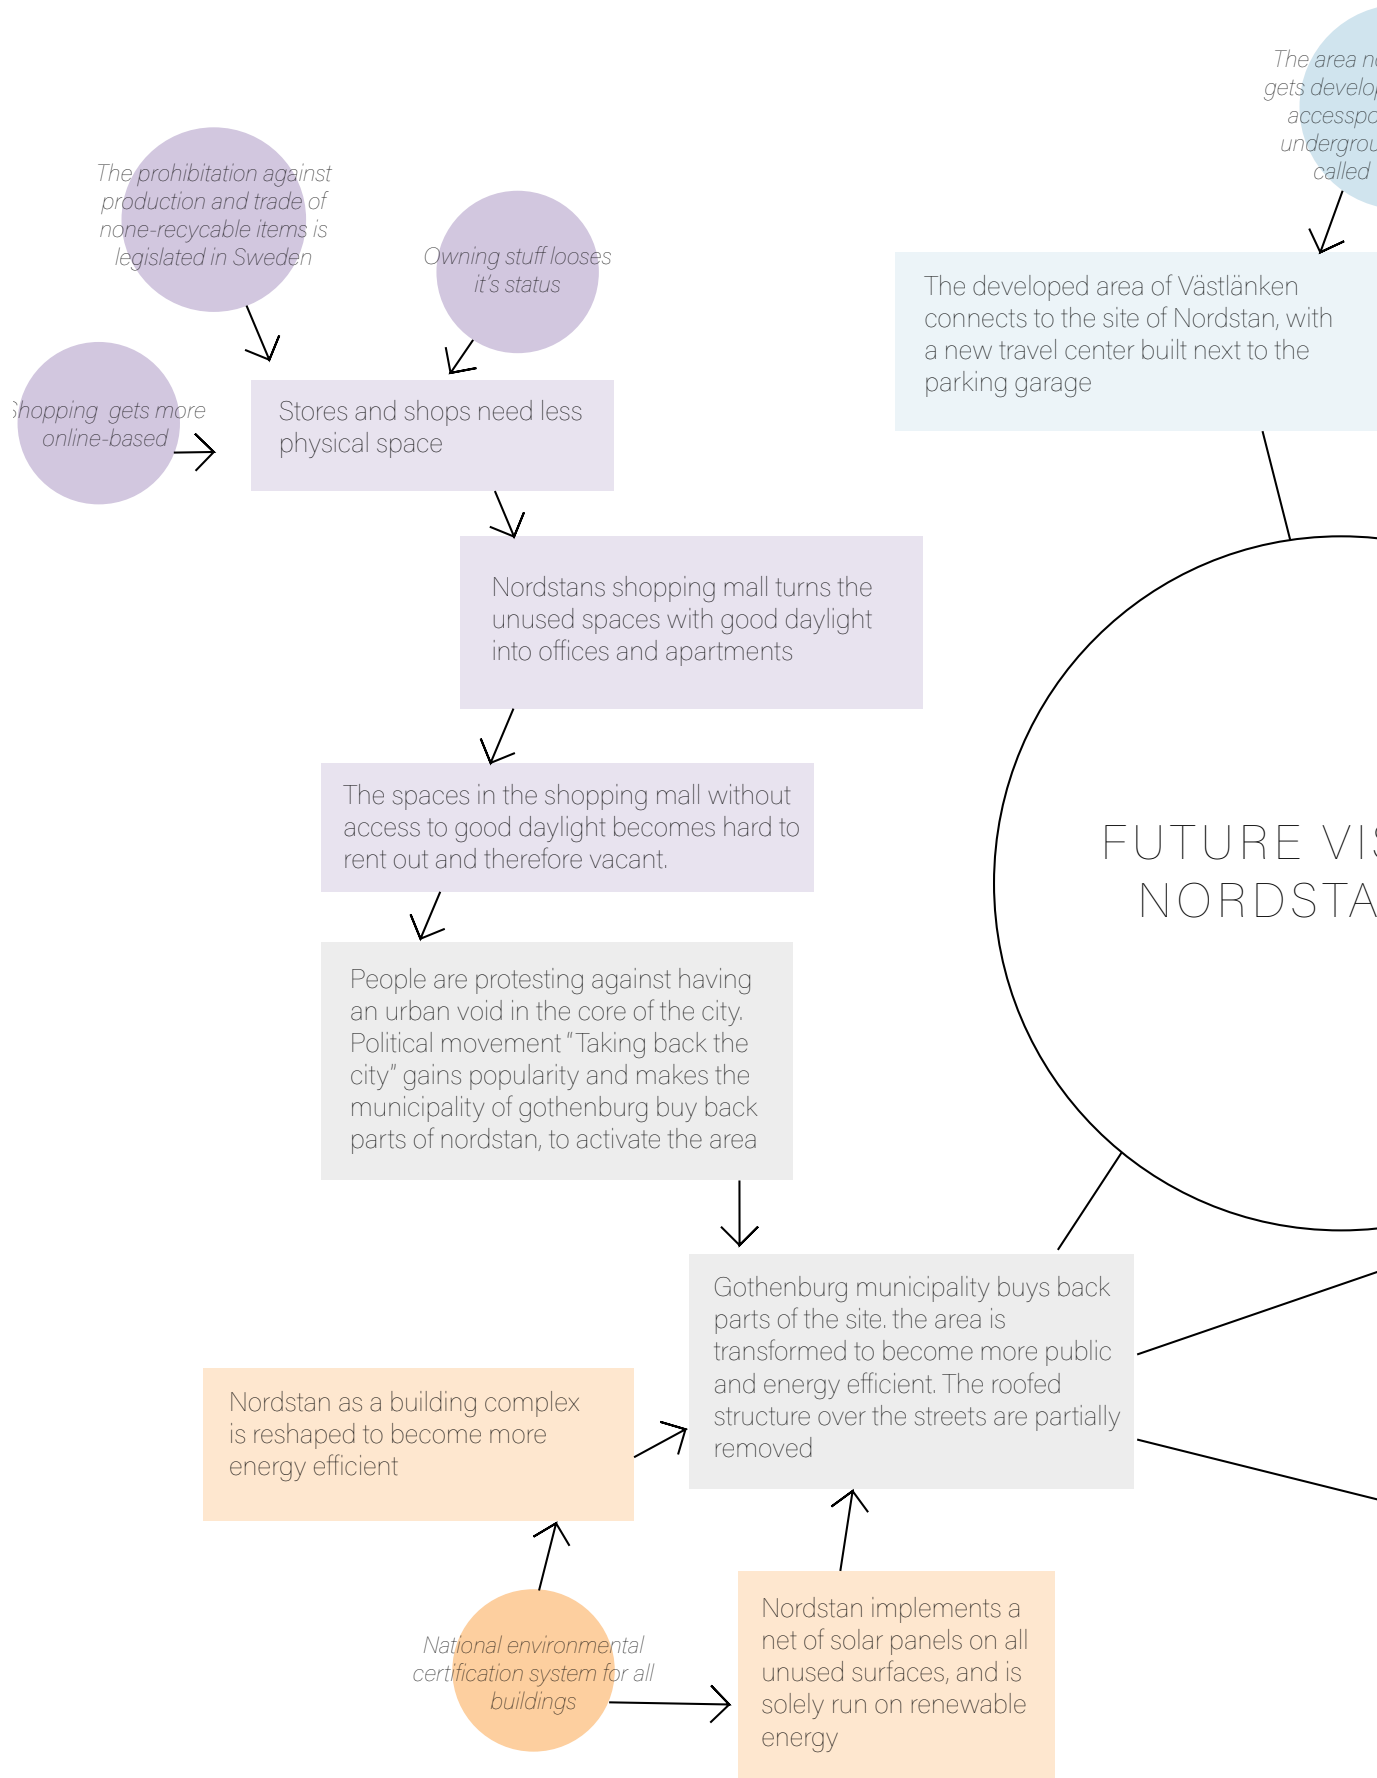 The area
gets
called
The prohibitation against
production and trade of
none-recycable items is
legislated in Sweden
Owning stuff looses
it's status
The developed area of Västlänken
connects to the site of Nordstan, with
a new travel center built next to the
parking garage
Shopping gets more
online-based
Stores and shops need less
physical space
Nordstans shopping mall turns the
unused spaces with good daylight
into offices and apartments
The spaces in the shopping mall without
access to good daylight becomes hard to
rent out and therefore vacant.
FUTURE VIS
NORDSTA
People are protesting against having
an urban void in the core of the city.
Political movement "Taking back the
city" gains popularity and makes the
municipality of gothenburg buy back
parts of nordstan, to activate the area
Gothenburg municipality buys back
parts of the site. the area is
transformed to become more public
and energy efficient. The roofed
structure over the streets are partially
removed
Nordstan as a building complex
is reshaped to become more
energy efficient
National environmental
certification system for all
buildings
Nordstan implements a
net of solar panels on all
unused surfaces, and is
solely run on renewable
energy